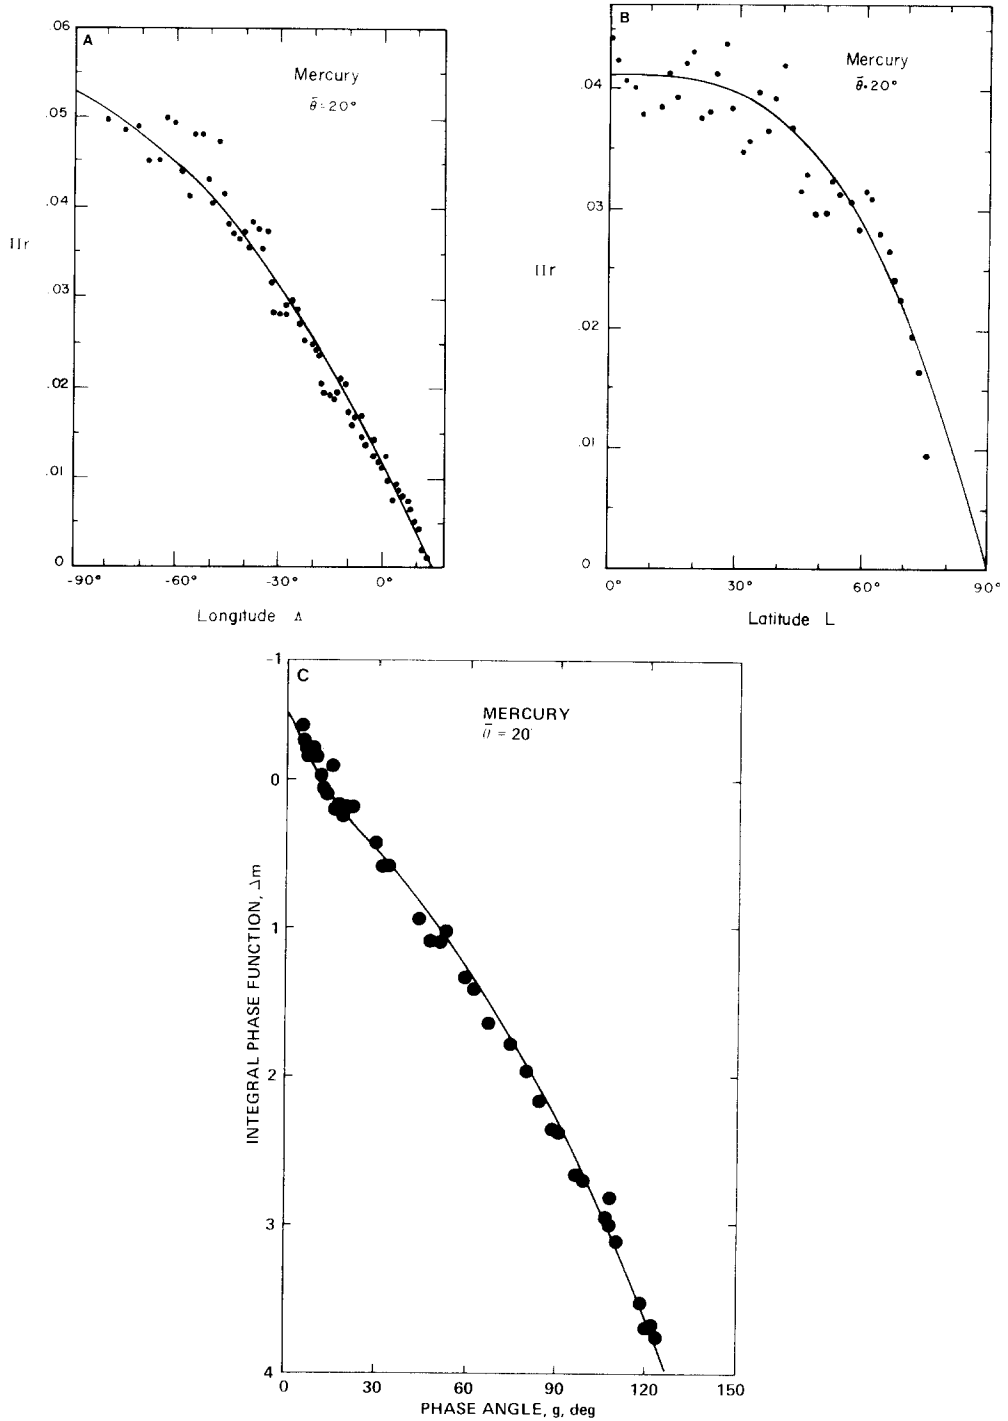 A
Mercury
θ̄ = 20°
.06
.05
.04
.03
.02
.01
0
IIr
-90°
-60°
-30°
0°
Longitude Λ
B
Mercury
θ̄ • 20°
.04
.03
.02
.01
0
IIr
0°
30°
60°
90°
Latitude L
C
MERCURY
θ̄ = 20
-1
0
1
2
3
4
INTEGRAL PHASE FUNCTION, Δm
0
30
60
90
120
150
PHASE ANGLE, g, deg